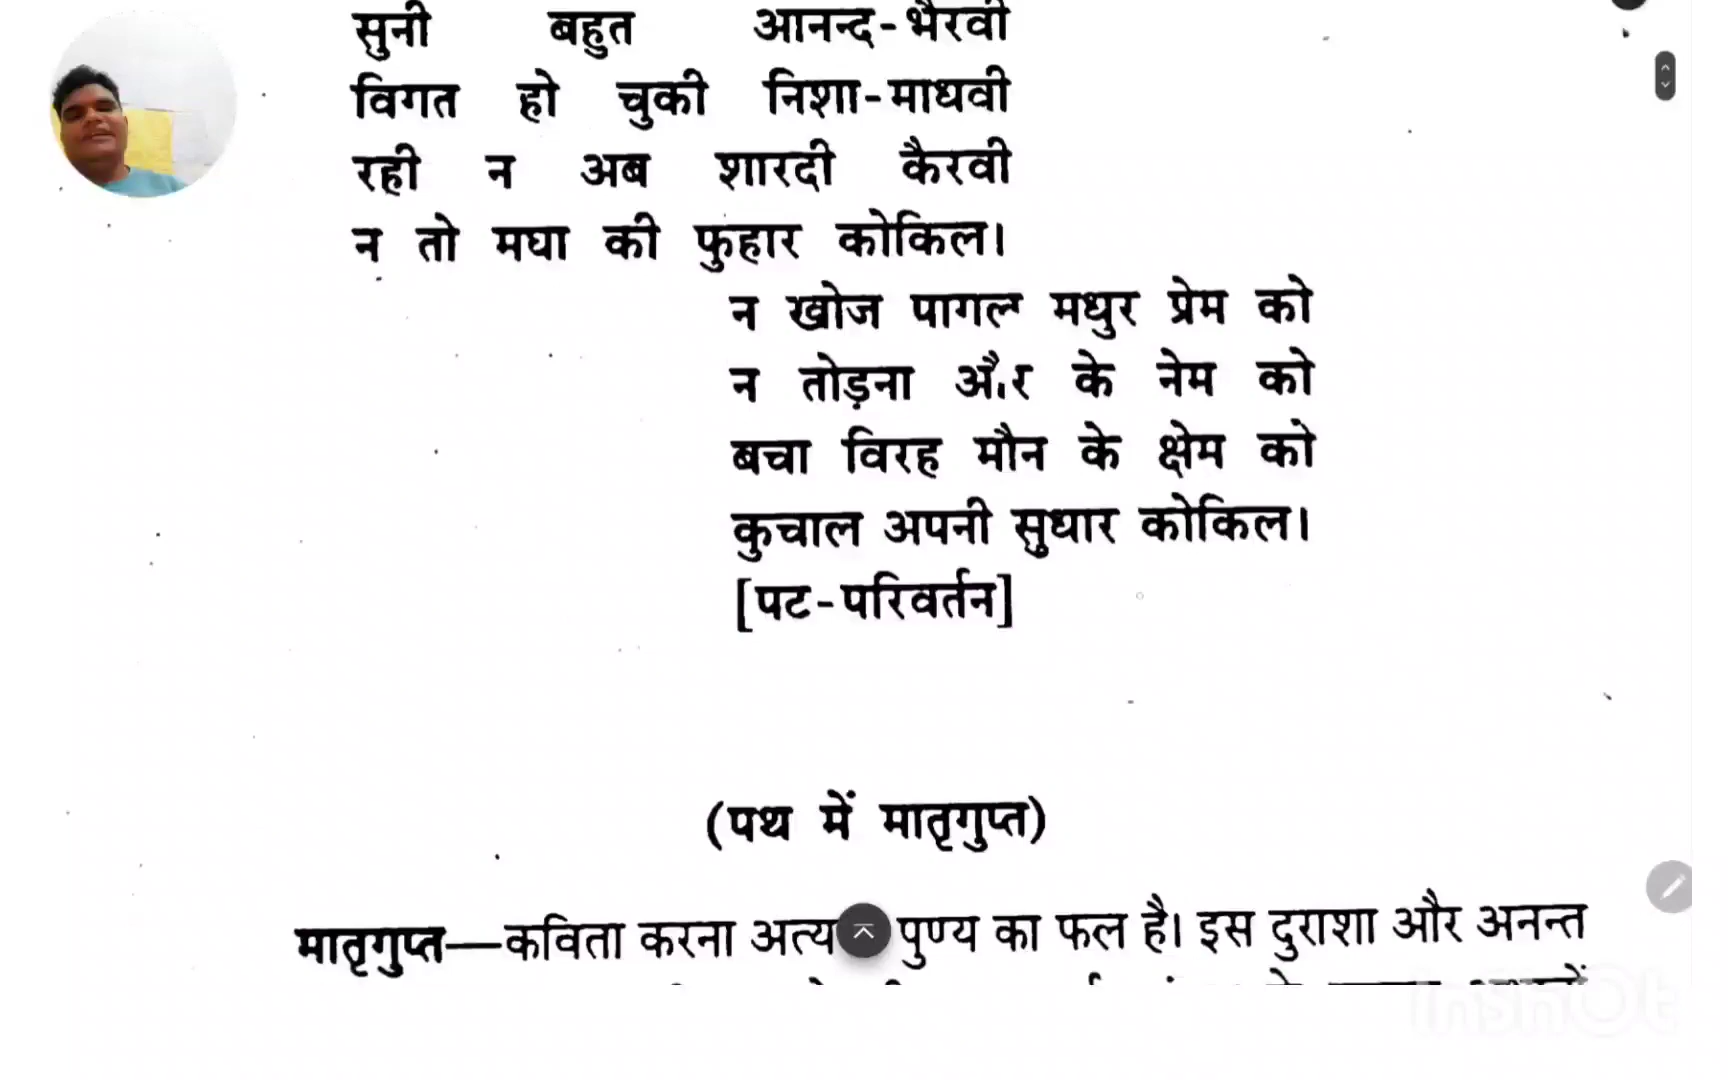 सुनी बहुत आनन्द-भैरवी
विगत हो चुकी निशा-माधवी
रही न अब शारदी कैरवी
न तो मघा की फुहार कोकिल।
न खोज पागल मधुर प्रेम को
न तोड़ना और के नेम को
बचा विरह मौन के क्षेम को
कुचाल अपनी सुधार कोकिल।
[पट-परिवर्तन]
(पथ में मातृगुप्त)
मातृगुप्त—कविता करना अत्य पुण्य का फल है। इस दुराशा और अनन्त
InShOt